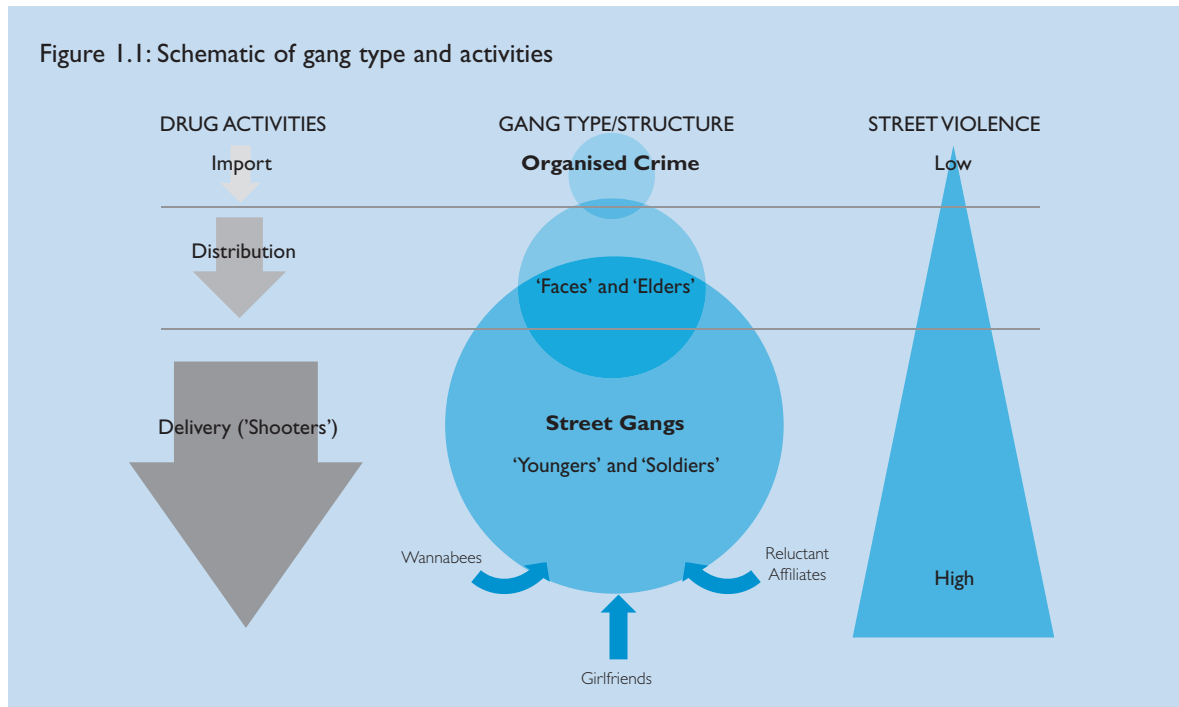 Figure 1.1: Schematic of gang type and activities
DRUG ACTIVITIES
GANG TYPE/STRUCTURE
STREET VIOLENCE
Import
Organised Crime
Low
Distribution
‘Faces’ and ‘Elders’
Delivery (’Shooters’)
Street Gangs
‘Youngers’ and ‘Soldiers’
Wannabees
Reluctant
Affiliates
High
Girlfriends